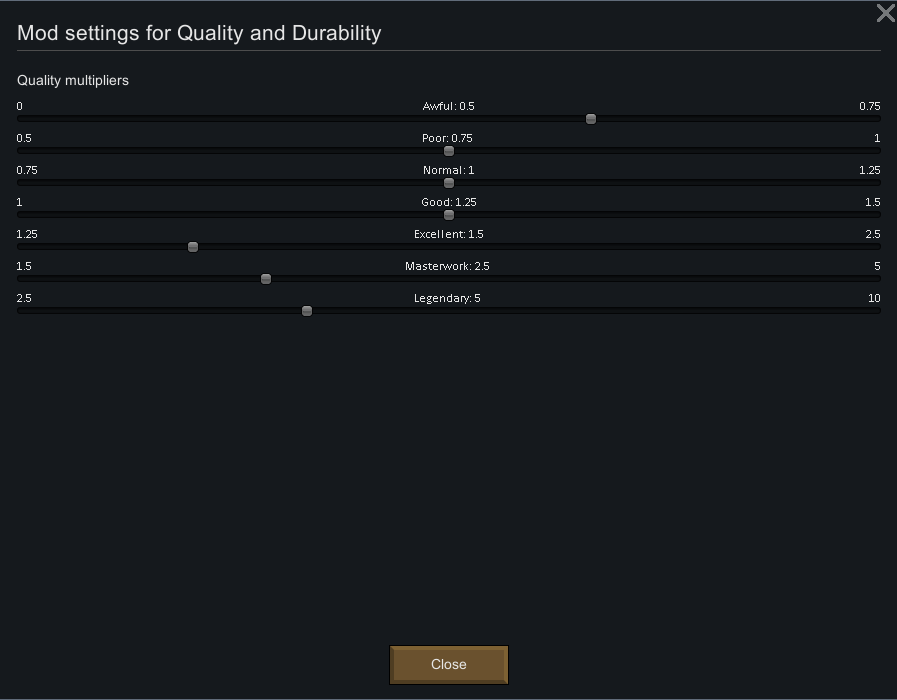 Mod settings for Quality and Durability
Quality multipliers
0 Awful: 0.5 0.75
0.5 Poor: 0.75 1
0.75 Normal: 1 1.25
1 Good: 1.25 1.5
1.25 Excellent: 1.5 2.5
1.5 Masterwork: 2.5 5
2.5 Legendary: 5 10
Close